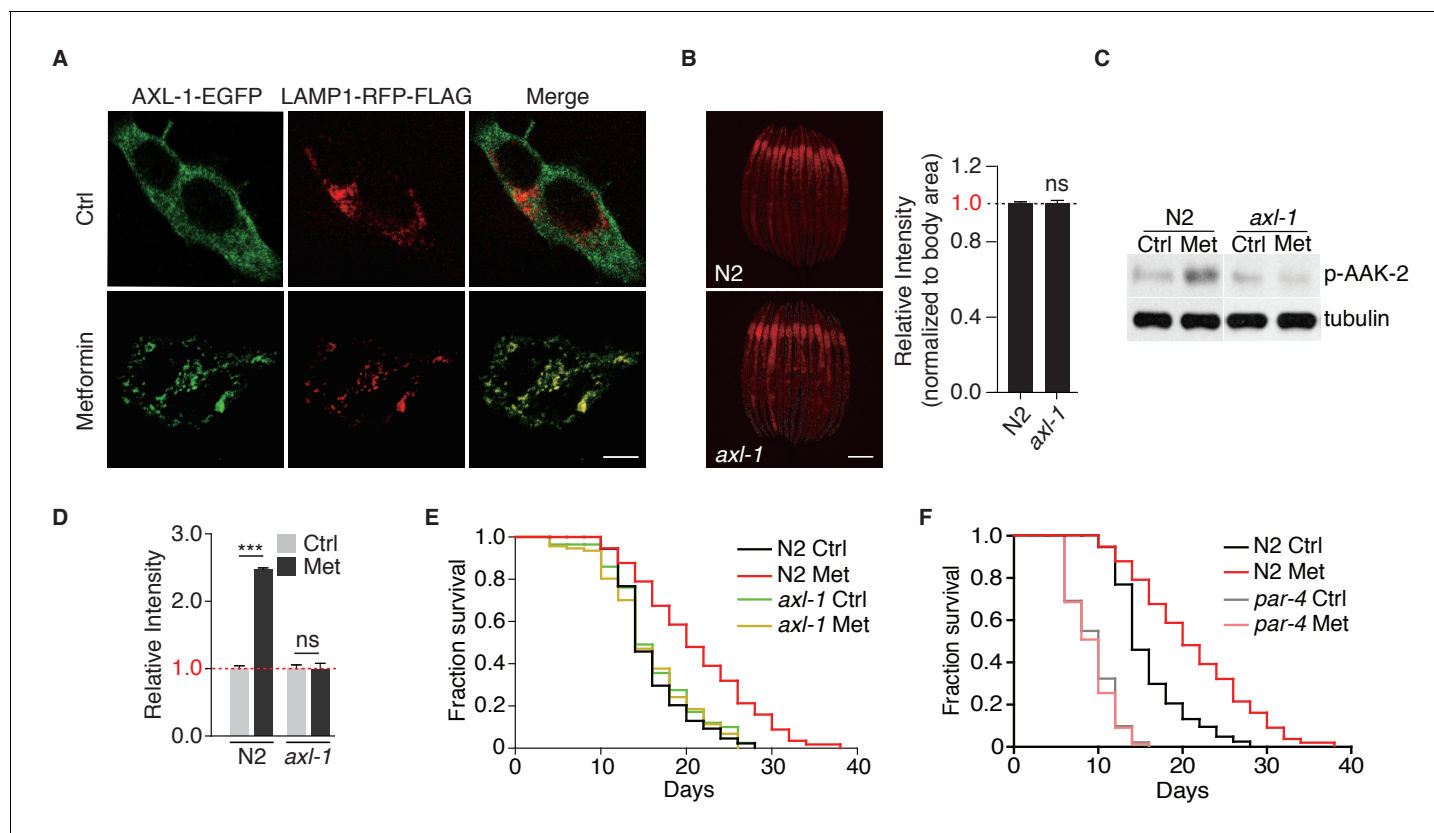 A
AXL-1-EGFP LAMP1-RFP-FLAG Merge
Ctrl
Metformin
B
N2
axl-1
Relative Intensity
(normalized to body area)
1.2
1.0
0.8
0.4
0.0
ns
N2
axl-1
C
N2 axl-1
Ctrl Met Ctrl Met
p-AAK-2
tubulin
D
Relative Intensity
3.0
2.0
1.0
0.0
Ctrl
Met
***
ns
N2 axl-1
E
Fraction survival
1.0
0.8
0.6
0.4
0.2
0
0 10 20 30 40
Days
N2 Ctrl
N2 Met
axl-1 Ctrl
axl-1 Met
F
Fraction survival
1.0
0.8
0.6
0.4
0.2
0
0 10 20 30 40
Days
N2 Ctrl
N2 Met
par-4 Ctrl
par-4 Met